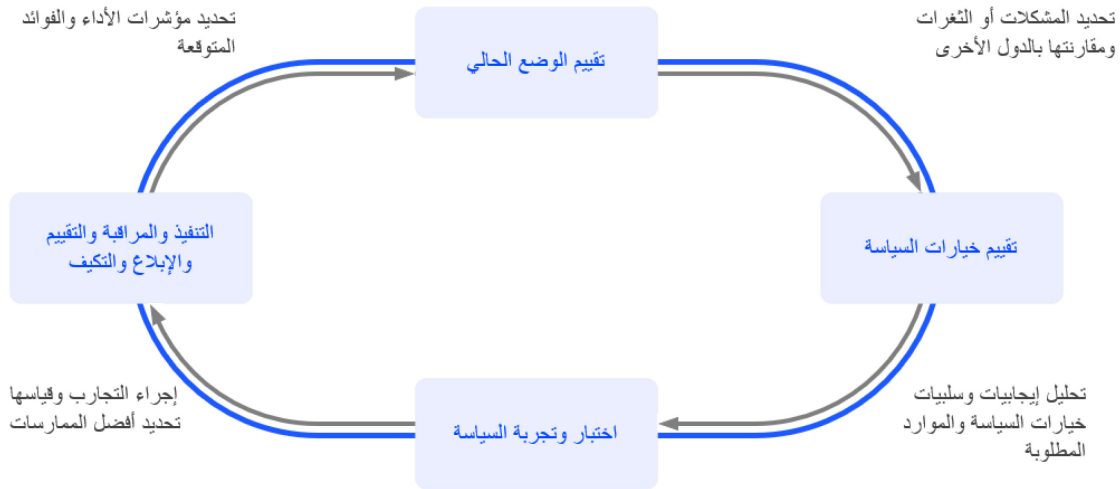 تحديد المشكلات أو الثغرات
ومقارنتها بالدول الأخرى
تقييم الوضع الحالي
تحديد مؤشرات الأداء والفوائد
المتوقعة
تقييم خيارات السياسة
التنفيذ والمراقبة والتقييم
والإبلاغ والتكيف
تحليل إيجابيات وسلبيات
خيارات السياسة والموارد
المطلوبة
اختبار وتجربة السياسة
إجراء التجارب وقياسها
تحديد أفضل الممارسات